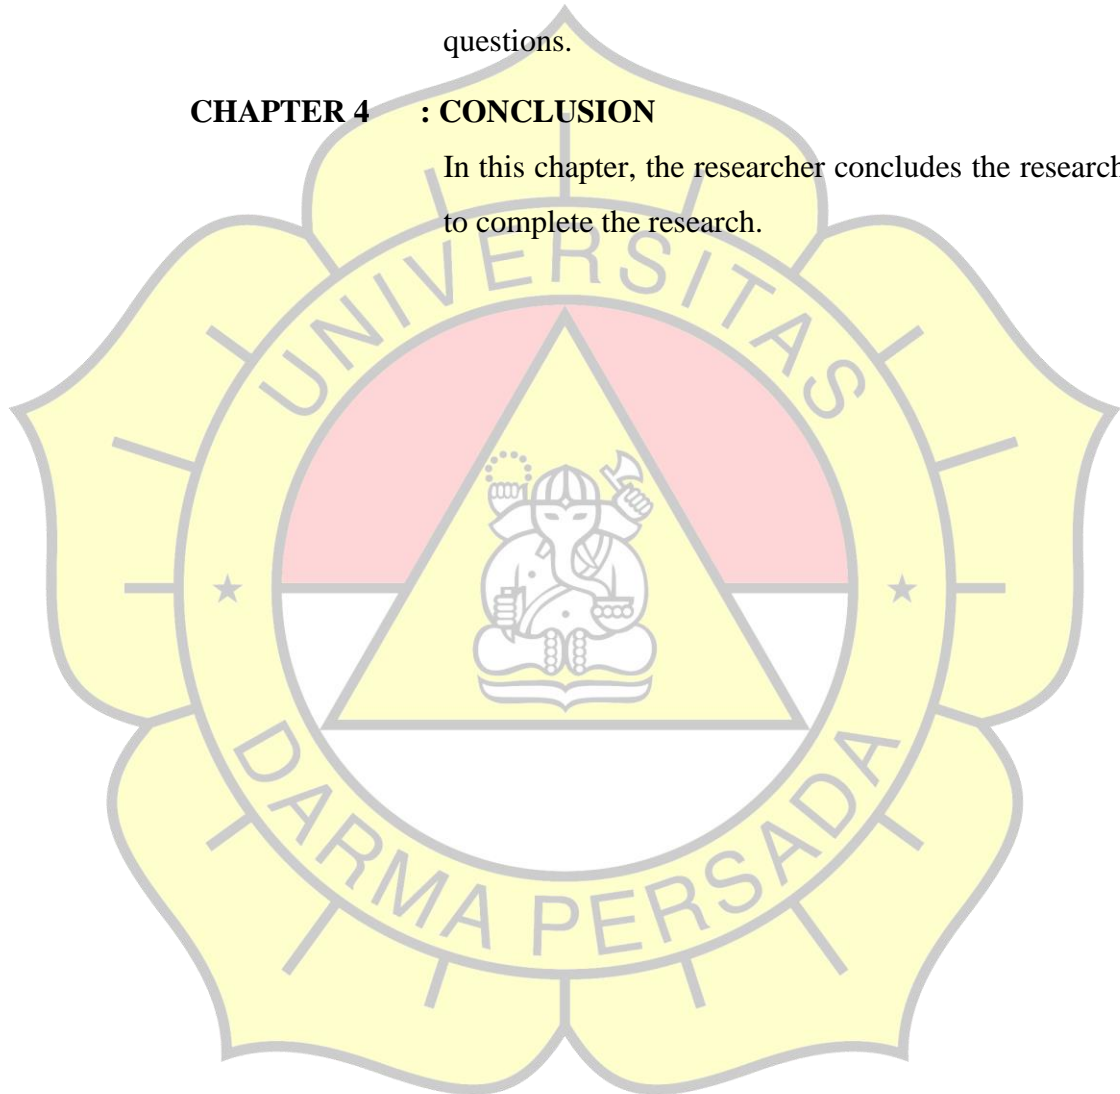 questions.
CHAPTER 4 : CONCLUSION
In this chapter, the researcher concludes the research
to complete the research.
UNIVERSITAS
DARMA PERSADA